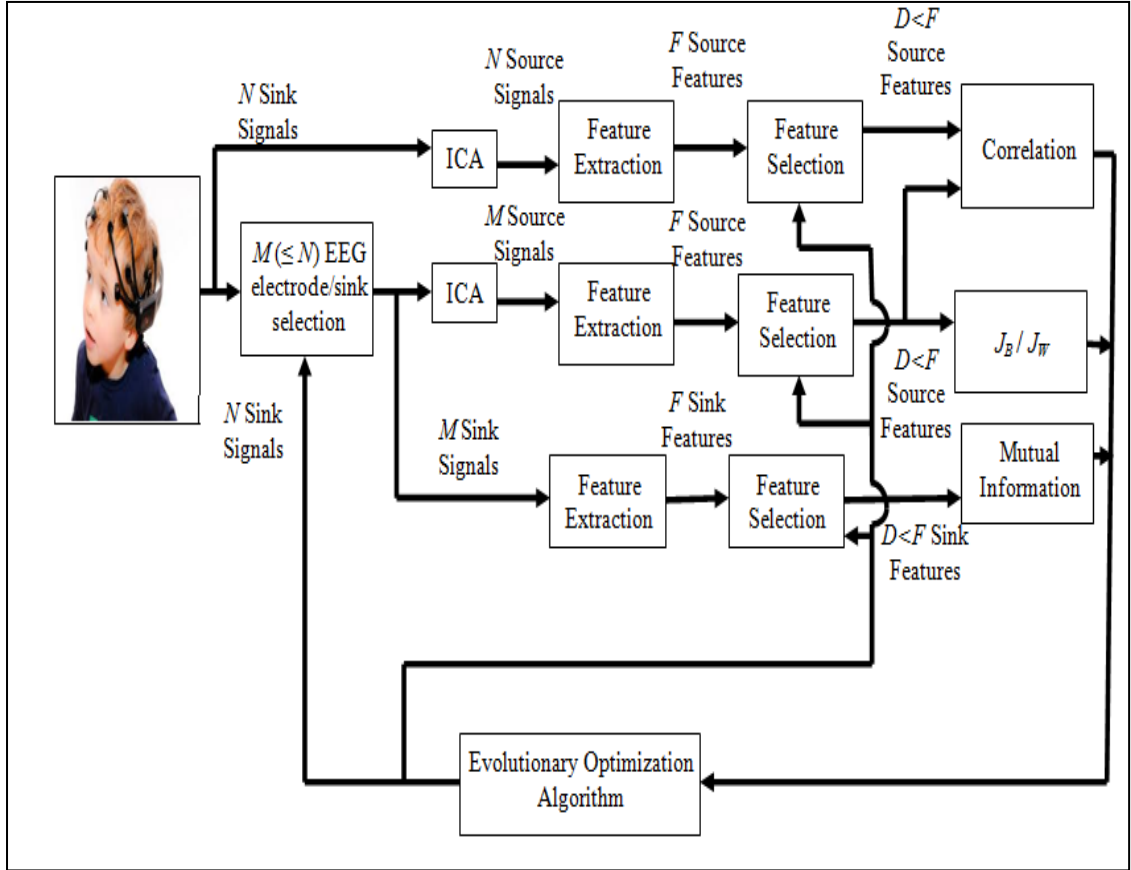 N Sink
Signals
N Source
Signals
F Source
Features
D<F
Source
Features
ICA
Feature
Extraction
Feature
Selection
Correlation
M (≤ N) EEG
electrode/sink
selection
M Source
Signals
F Source
Features
ICA
Feature
Extraction
Feature
Selection
J_B / J_W
D<F
Source
Features
N Sink
Signals
M Sink
Signals
F Sink
Features
Feature
Extraction
Feature
Selection
Mutual
Information
D<F Sink
Features
Evolutionary Optimization
Algorithm